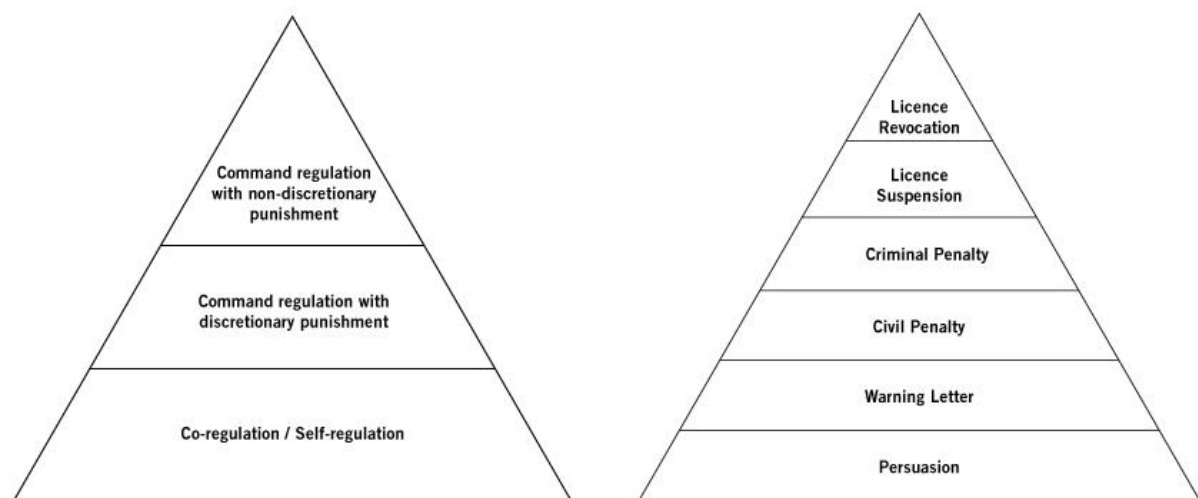 Command regulation
with non-discretionary
punishment
Command regulation with
discretionary punishment
Co-regulation / Self-regulation
Licence
Revocation
Licence
Suspension
Criminal Penalty
Civil Penalty
Warning Letter
Persuasion